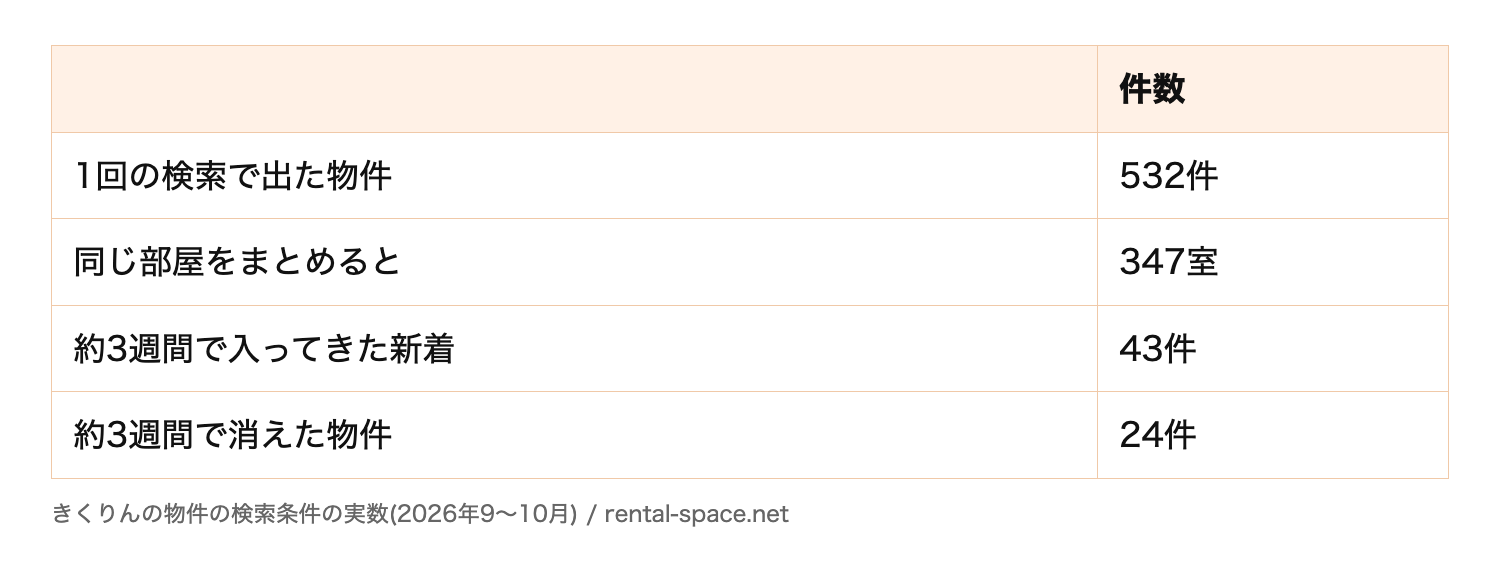 件数
1回の検索で出た物件 532件
同じ部屋をまとめると 347室
約3週間で入ってきた新着 43件
約3週間で消えた物件 24件
きくりんの物件の検索条件の実数(2026年9〜10月) / rental-space.net